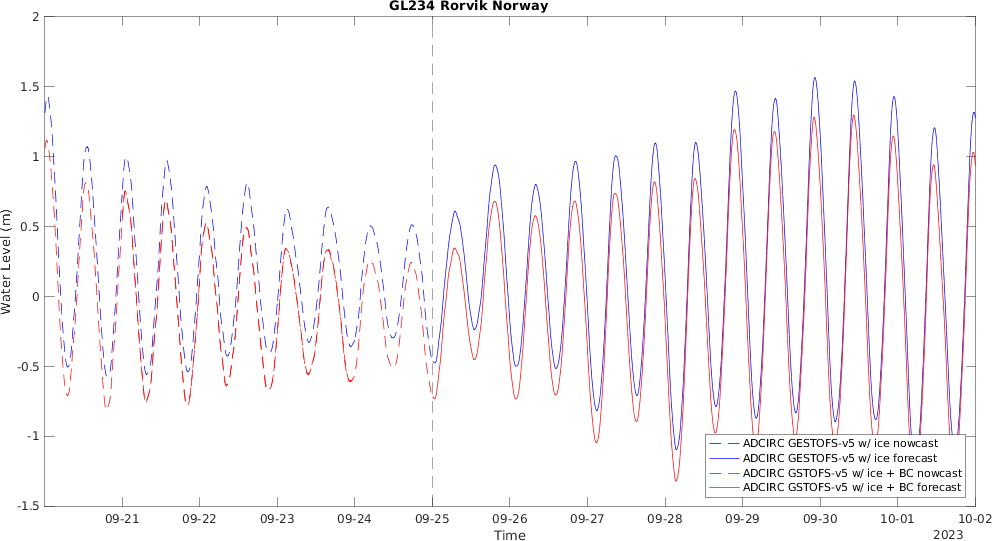 GL234 Rorvik Norway
Water Level (m)
2
1.5
1
0.5
0
-0.5
-1
-1.5
ADCIRC GESTOFS-v5 w/ ice nowcast
ADCIRC GESTOFS-v5 w/ ice forecast
ADCIRC GSTOFS-v5 w/ ice + BC nowcast
ADCIRC GSTOFS-v5 w/ ice + BC forecast
09-21 09-22 09-23 09-24 09-25 09-26 09-27 09-28 09-29 09-30 10-01 10-02
Time
2023